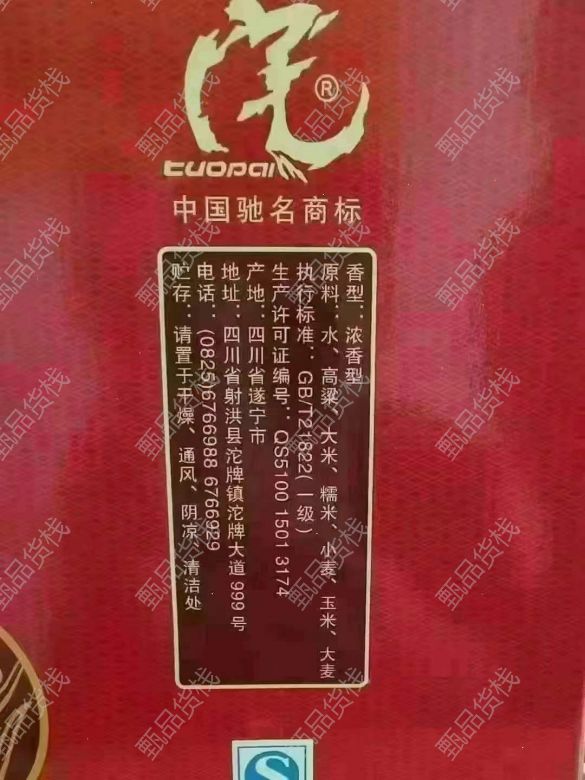 沱
®
tuopai
中国驰名商标
香型：浓香型
原料：水、高粱、大米、糯米、小麦、玉米、大麦
执行标准：GB/T21822(一级)
生产许可证编号：QS5100 1501 3174
产地：四川省遂宁市
地址：四川省射洪县沱牌镇沱牌大道999号
电话：(0825)6766988 6766929
贮存：请置于干燥、通风、阴凉、清洁处
甄品货栈